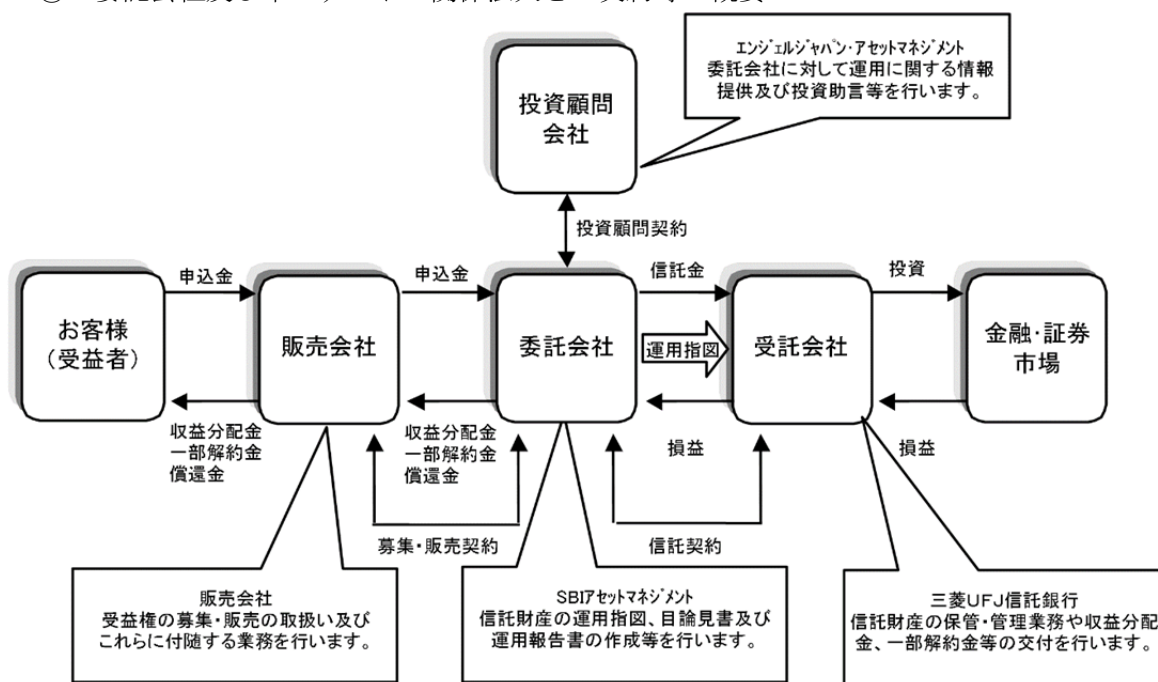 エンジェルジャパン・アセットマネジメント
委託会社に対して運用に関する情報
提供及び投資助言等を行います。
投資顧問
会社
投資顧問契約
申込金
申込金
信託金
投資
お客様
（受益者）
販売会社
委託会社
運用指図
受託会社
金融・証券
市場
収益分配金
一部解約金
償還金
収益分配金
一部解約金
償還金
損益
損益
募集・販売契約
信託契約
販売会社
受益権の募集・販売の取扱い及び
これらに付随する業務を行います。
SBIアセットマネジメント
信託財産の運用指図、目論見書及び
運用報告書の作成等を行います。
三菱UFJ信託銀行
信託財産の保管・管理業務や収益分配
金、一部解約金等の交付を行います。